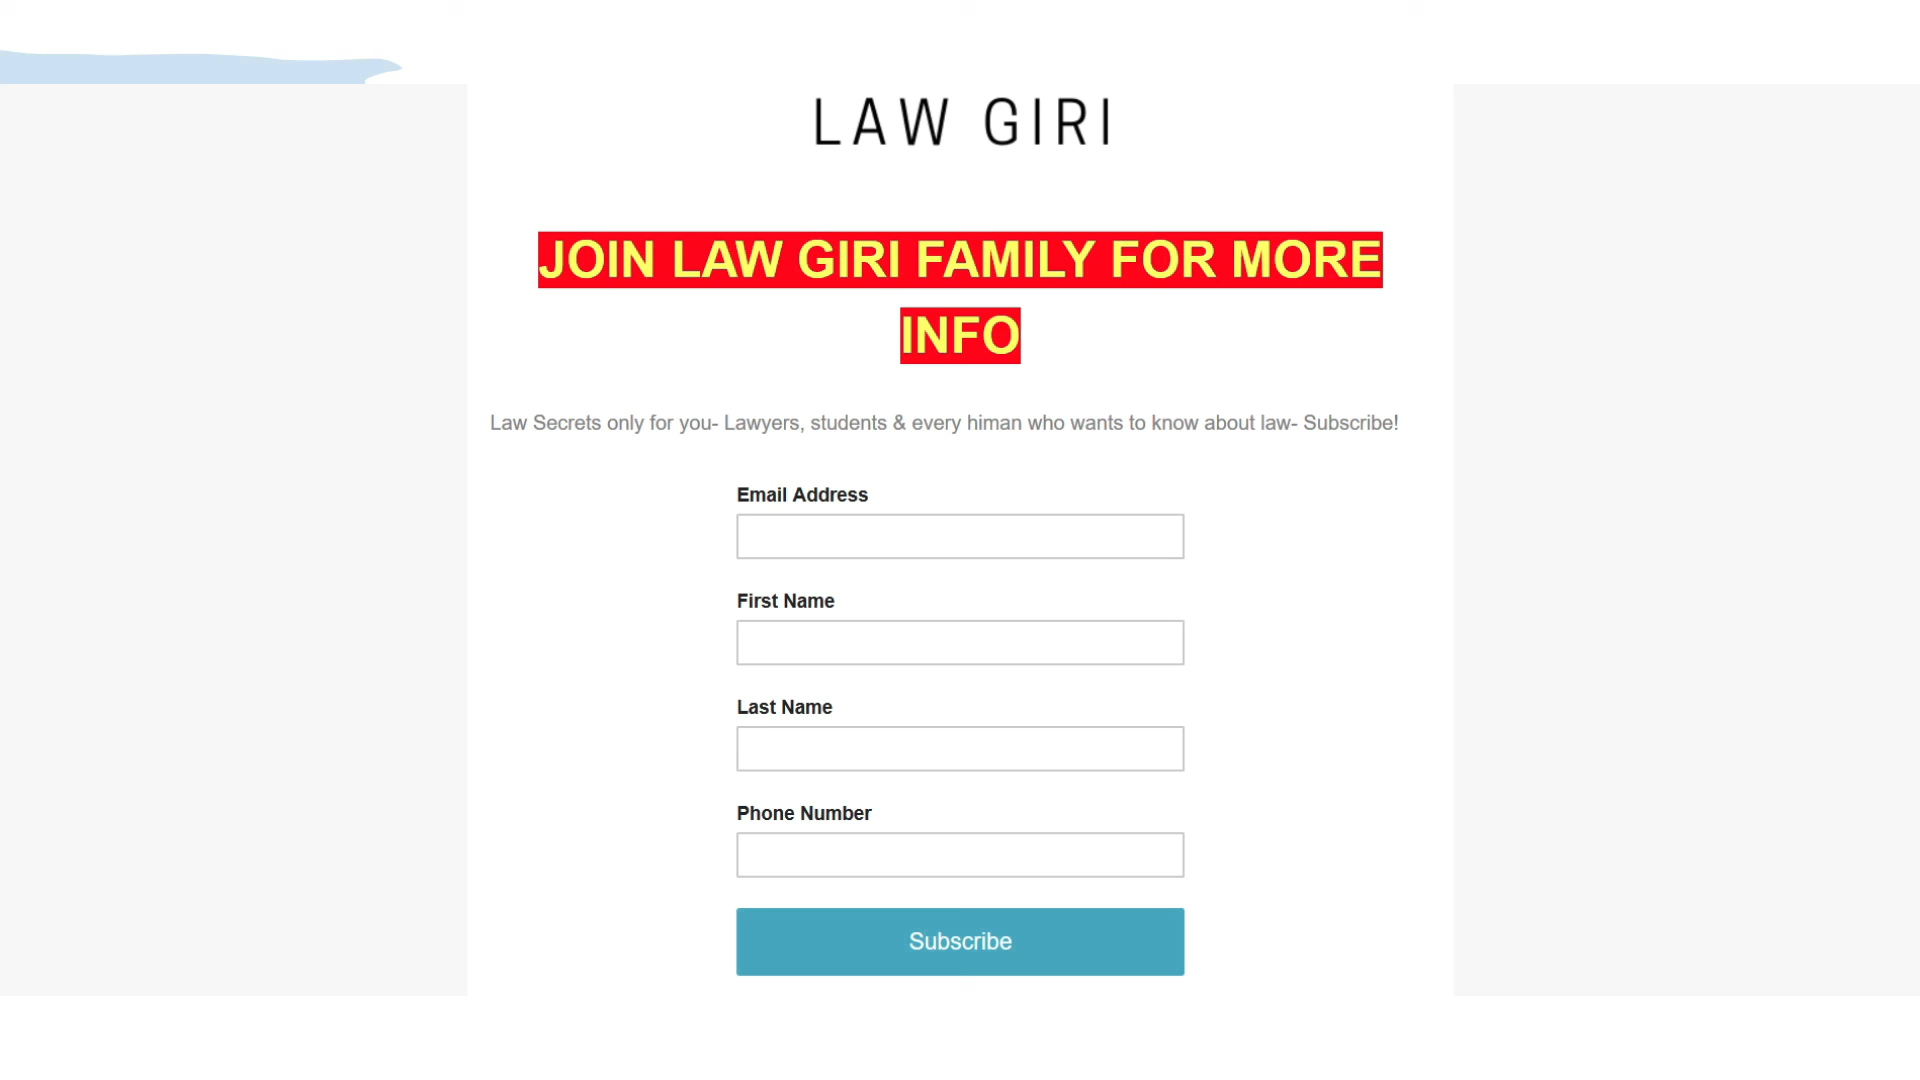 LAW GIRI
JOIN LAW GIRI FAMILY FOR MORE
INFO
Law Secrets only for you- Lawyers, students & every himan who wants to know about law- Subscribe!
Email Address
First Name
Last Name
Phone Number
Subscribe